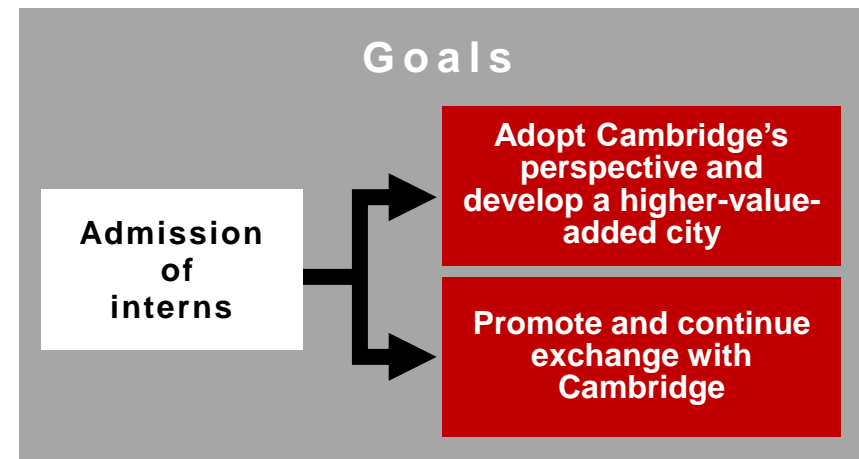 Goals
Admission
of
interns
Adopt Cambridge’s
perspective and
develop a higher-value-
added city
Promote and continue
exchange with
Cambridge